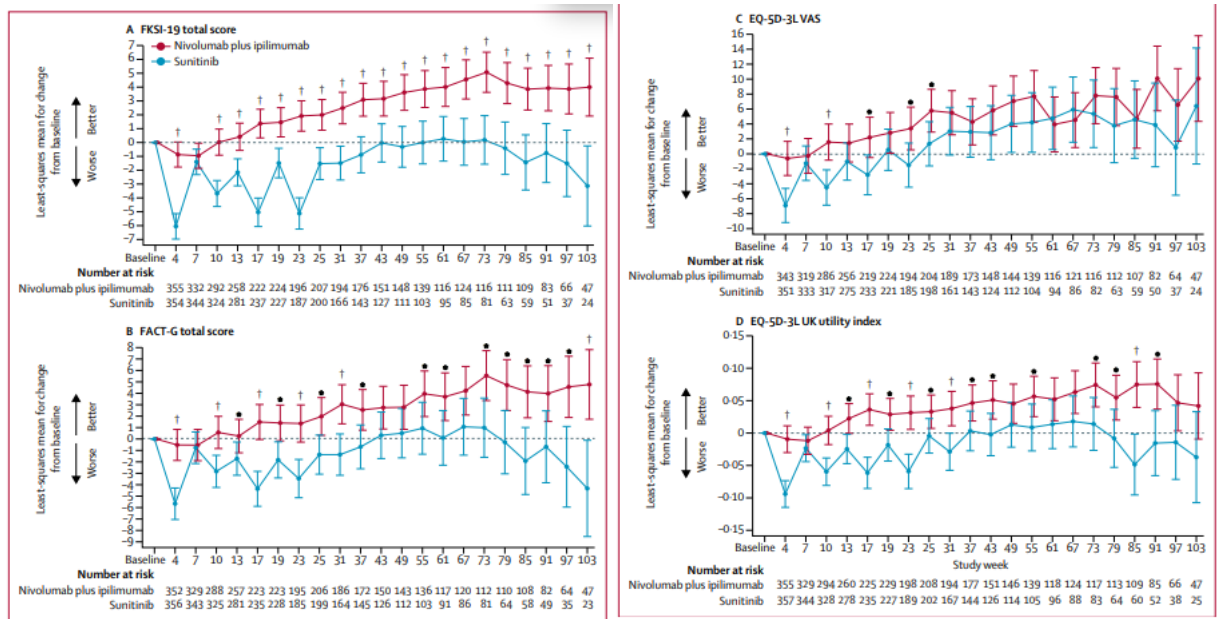 A FKSI-19 total score
Nivolumab plus ipilimumab
Sunitinib
Least-squares mean for change
from baseline
Better
Worse
7
6
5
4
3
2
1
0
−1
−2
−3
−4
−5
−6
−7
† † † † † † † † † † † † † † † † † †
Baseline 4 7 10 13 17 19 23 25 31 37 43 49 55 61 67 73 79 85 91 97 103
Number at risk
Nivolumab plus ipilimumab 355 332 292 258 222 224 196 207 194 176 151 148 139 116 124 116 111 109 83 66 47
Sunitinib 354 344 324 281 237 227 187 200 166 143 127 111 103 95 85 81 63 59 51 37 24
B FACT-G total score
Least-squares mean for change
from baseline
Better
Worse
8
7
6
5
4
3
2
1
0
−1
−2
−3
−4
−5
−6
−7
−8
−9
† † † † † †
Baseline 4 7 10 13 17 19 23 25 31 37 43 49 55 61 67 73 79 85 91 97 103
Number at risk
Nivolumab plus ipilimumab 352 329 288 257 223 223 195 206 186 172 150 143 136 117 120 112 110 108 82 64 47
Sunitinib 356 343 325 281 235 228 185 199 164 145 126 112 103 91 86 81 64 58 49 35 23
C EQ-5D-3L VAS
Least-squares mean for change
from baseline
Better
Worse
16
14
12
10
8
6
4
2
0
−2
−4
−6
−8
−10
† †
Baseline 4 7 10 13 17 19 23 25 31 37 43 49 55 61 67 73 79 85 91 97 103
Number at risk
Nivolumab plus ipilimumab 343 319 286 256 219 224 194 204 189 173 148 144 139 116 121 116 112 107 82 64 47
Sunitinib 351 333 317 275 233 221 185 198 161 143 124 112 104 94 86 82 63 59 50 37 24
D EQ-5D-3L UK utility index
Least-squares mean for change
from baseline
Better
Worse
0·15
0·10
0·05
0
−0·05
−0·10
−0·15
† † † † † †
Baseline 4 7 10 13 17 19 23 25 31 37 43 49 55 61 67 73 79 85 91 97 103
Study week
Number at risk
Nivolumab plus ipilimumab 355 329 294 260 225 229 198 208 194 177 151 146 139 118 124 117 113 109 85 66 47
Sunitinib 357 344 328 278 235 227 189 202 167 144 126 114 105 96 88 83 64 60 52 38 25